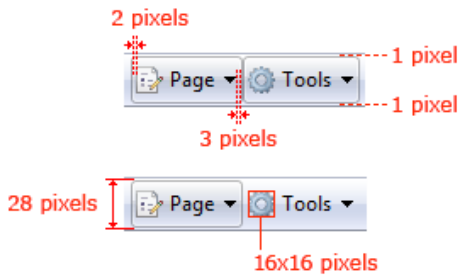 2 pixels
1 pixel
Page Tools
1 pixel
3 pixels
28 pixels Page Tools
16x16 pixels